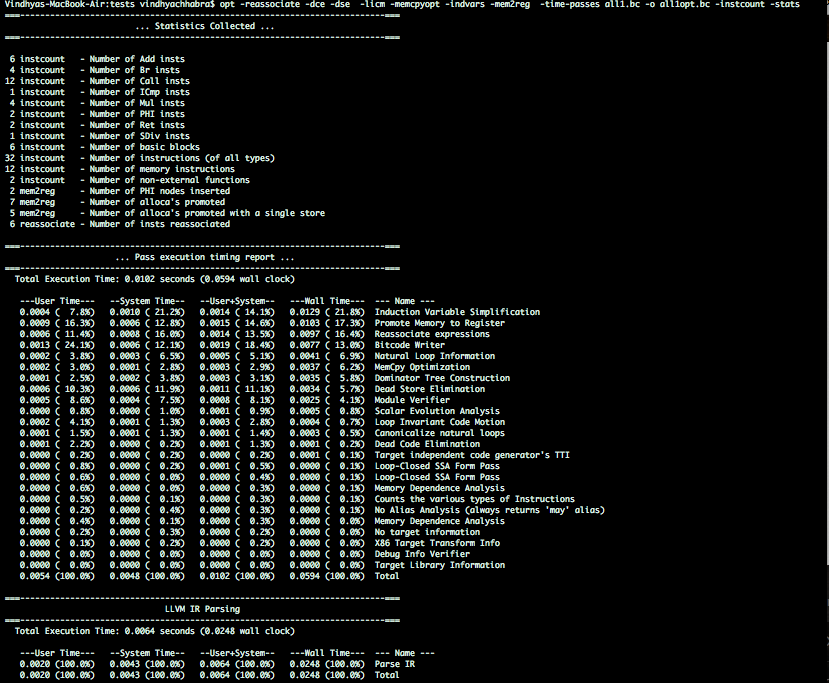 Vindhyas-MacBook-Air:tests vindhyachhabra$ opt -reassociate -dce -dse  -licm -memcpyopt -indvars -mem2reg  -time-passes all1.bc -o all1opt.bc -instcount -stats
===-------------------------------------------------------------------------===
                          ... Statistics Collected ...
===-------------------------------------------------------------------------===

 6 instcount   - Number of Add insts
 4 instcount   - Number of Br insts
12 instcount   - Number of Call insts
 1 instcount   - Number of ICmp insts
 4 instcount   - Number of Mul insts
 2 instcount   - Number of PHI insts
 2 instcount   - Number of Ret insts
 1 instcount   - Number of SDiv insts
 6 instcount   - Number of basic blocks
32 instcount   - Number of instructions (of all types)
12 instcount   - Number of memory instructions
 2 instcount   - Number of non-external functions
 2 mem2reg     - Number of PHI nodes inserted
 7 mem2reg     - Number of alloca's promoted
 5 mem2reg     - Number of alloca's promoted with a single store
 6 reassociate - Number of insts reassociated

===-------------------------------------------------------------------------===
                      ... Pass execution timing report ...
===-------------------------------------------------------------------------===
  Total Execution Time: 0.0102 seconds (0.0594 wall clock)

   ---User Time---   --System Time--   --User+System--   ---Wall Time---  --- Name ---
   0.0004 (  7.8%)   0.0010 ( 21.2%)   0.0014 ( 14.1%)   0.0129 ( 21.8%)  Induction Variable Simplification
   0.0009 ( 16.3%)   0.0006 ( 12.8%)   0.0015 ( 14.6%)   0.0103 ( 17.3%)  Promote Memory to Register
   0.0006 ( 11.4%)   0.0008 ( 16.0%)   0.0014 ( 13.5%)   0.0097 ( 16.4%)  Reassociate expressions
   0.0013 ( 24.1%)   0.0006 ( 12.1%)   0.0019 ( 18.4%)   0.0077 ( 13.0%)  Bitcode Writer
   0.0002 (  3.8%)   0.0003 (  6.5%)   0.0005 (  5.1%)   0.0041 (  6.9%)  Natural Loop Information
   0.0002 (  3.0%)   0.0001 (  2.8%)   0.0003 (  2.9%)   0.0037 (  6.2%)  MemCpy Optimization
   0.0001 (  2.5%)   0.0002 (  3.8%)   0.0003 (  3.1%)   0.0035 (  5.8%)  Dominator Tree Construction
   0.0006 ( 10.3%)   0.0006 ( 11.9%)   0.0011 ( 11.1%)   0.0034 (  5.7%)  Dead Store Elimination
   0.0005 (  8.6%)   0.0004 (  7.5%)   0.0008 (  8.1%)   0.0025 (  4.1%)  Module Verifier
   0.0000 (  0.8%)   0.0000 (  1.0%)   0.0001 (  0.9%)   0.0005 (  0.8%)  Scalar Evolution Analysis
   0.0002 (  4.1%)   0.0001 (  1.3%)   0.0003 (  2.8%)   0.0004 (  0.7%)  Loop Invariant Code Motion
   0.0001 (  1.5%)   0.0001 (  1.3%)   0.0001 (  1.4%)   0.0003 (  0.5%)  Canonicalize natural loops
   0.0001 (  2.2%)   0.0000 (  0.2%)   0.0001 (  1.3%)   0.0001 (  0.2%)  Dead Code Elimination
   0.0000 (  0.2%)   0.0000 (  0.2%)   0.0000 (  0.2%)   0.0001 (  0.1%)  Target independent code generator's TTI
   0.0000 (  0.8%)   0.0000 (  0.2%)   0.0001 (  0.5%)   0.0000 (  0.1%)  Loop-Closed SSA Form Pass
   0.0000 (  0.6%)   0.0000 (  0.0%)   0.0000 (  0.3%)   0.0000 (  0.1%)  Loop-Closed SSA Form Pass
   0.0000 (  0.6%)   0.0000 (  0.0%)   0.0000 (  0.3%)   0.0000 (  0.1%)  Memory Dependence Analysis
   0.0000 (  0.5%)   0.0000 (  0.1%)   0.0000 (  0.3%)   0.0000 (  0.1%)  Counts the various types of Instructions
   0.0000 (  0.2%)   0.0000 (  0.4%)   0.0000 (  0.3%)   0.0000 (  0.1%)  No Alias Analysis (always returns 'may' alias)
   0.0000 (  0.4%)   0.0000 (  0.1%)   0.0000 (  0.3%)   0.0000 (  0.0%)  Memory Dependence Analysis
   0.0000 (  0.2%)   0.0000 (  0.3%)   0.0000 (  0.2%)   0.0000 (  0.0%)  No target information
   0.0000 (  0.1%)   0.0000 (  0.2%)   0.0000 (  0.2%)   0.0000 (  0.0%)  X86 Target Transform Info
   0.0000 (  0.0%)   0.0000 (  0.0%)   0.0000 (  0.0%)   0.0000 (  0.0%)  Debug Info Verifier
   0.0000 (  0.0%)   0.0000 (  0.0%)   0.0000 (  0.0%)   0.0000 (  0.0%)  Target Library Information
   0.0054 (100.0%)   0.0048 (100.0%)   0.0102 (100.0%)   0.0594 (100.0%)  Total

===-------------------------------------------------------------------------===
                                LLVM IR Parsing
===-------------------------------------------------------------------------===
  Total Execution Time: 0.0064 seconds (0.0248 wall clock)

   ---User Time---   --System Time--   --User+System--   ---Wall Time---  --- Name ---
   0.0020 (100.0%)   0.0043 (100.0%)   0.0064 (100.0%)   0.0248 (100.0%)  Parse IR
   0.0020 (100.0%)   0.0043 (100.0%)   0.0064 (100.0%)   0.0248 (100.0%)  Total